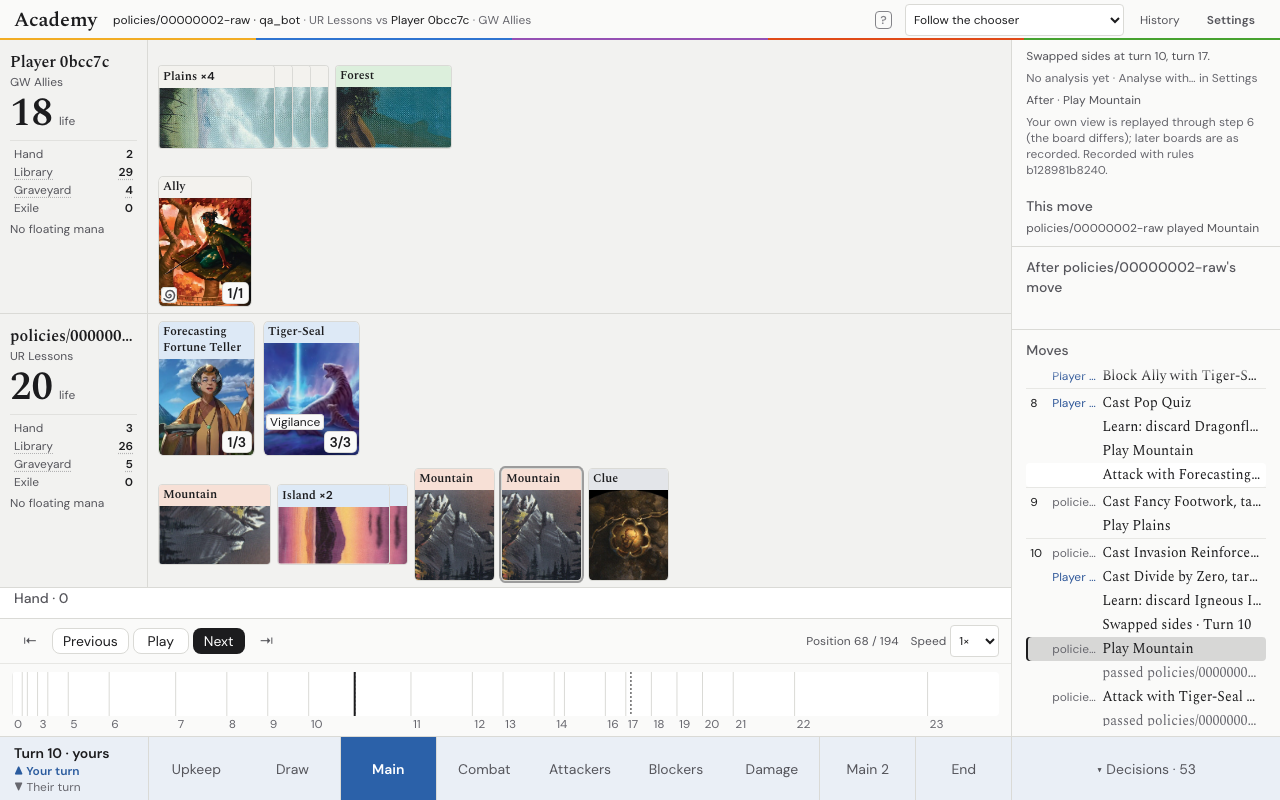 Academy policies/00000002-raw · qa_bot · UR Lessons vs Player 0bcc7c · GW Allies ? Follow the chooser History Settings
Player 0bcc7c
GW Allies
18 life
Hand 2
Library 29
Graveyard 4
Exile 0
No floating mana
Plains ×4
Forest
Ally
1/1
policies/000000...
UR Lessons
20 life
Hand 3
Library 26
Graveyard 5
Exile 0
No floating mana
Forecasting
Fortune Teller
1/3
Tiger-Seal
Vigilance
3/3
Mountain
Island ×2
Mountain
Mountain
Clue
Hand · 0
Previous Play Next Position 68 / 194 Speed 1×
0 3 5 6 7 8 9 10 11 12 13 14 16 17 18 19 20 21 22 23
Turn 10 · yours
▲ Your turn
▼ Their turn
Upkeep Draw Main Combat Attackers Blockers Damage Main 2 End
Swapped sides at turn 10, turn 17.
No analysis yet · Analyse with… in Settings
After · Play Mountain
Your own view is replayed through step 6
(the board differs); later boards are as
recorded. Recorded with rules
b128981b8240.
This move
policies/00000002-raw played Mountain
After policies/00000002-raw's
move
Moves
Player ... Block Ally with Tiger-S...
8 Player ... Cast Pop Quiz
Learn: discard Dragonfl...
Play Mountain
Attack with Forecasting...
9 policie... Cast Fancy Footwork, ta...
Play Plains
10 policie... Cast Invasion Reinforce...
Player ... Cast Divide by Zero, tar...
Learn: discard Igneous I...
Swapped sides · Turn 10
policie... Play Mountain
passed policies/0000000...
policie... Attack with Tiger-Seal ...
passed policies/0000000...
▾ Decisions · 53